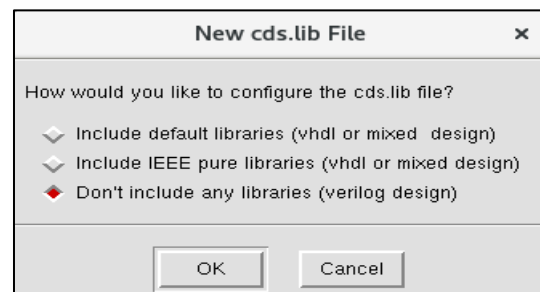 New cds.lib File ×
How would you like to configure the cds.lib file?
Include default libraries (vhdl or mixed design)
Include IEEE pure libraries (vhdl or mixed design)
Don't include any libraries (verilog design)
OK Cancel